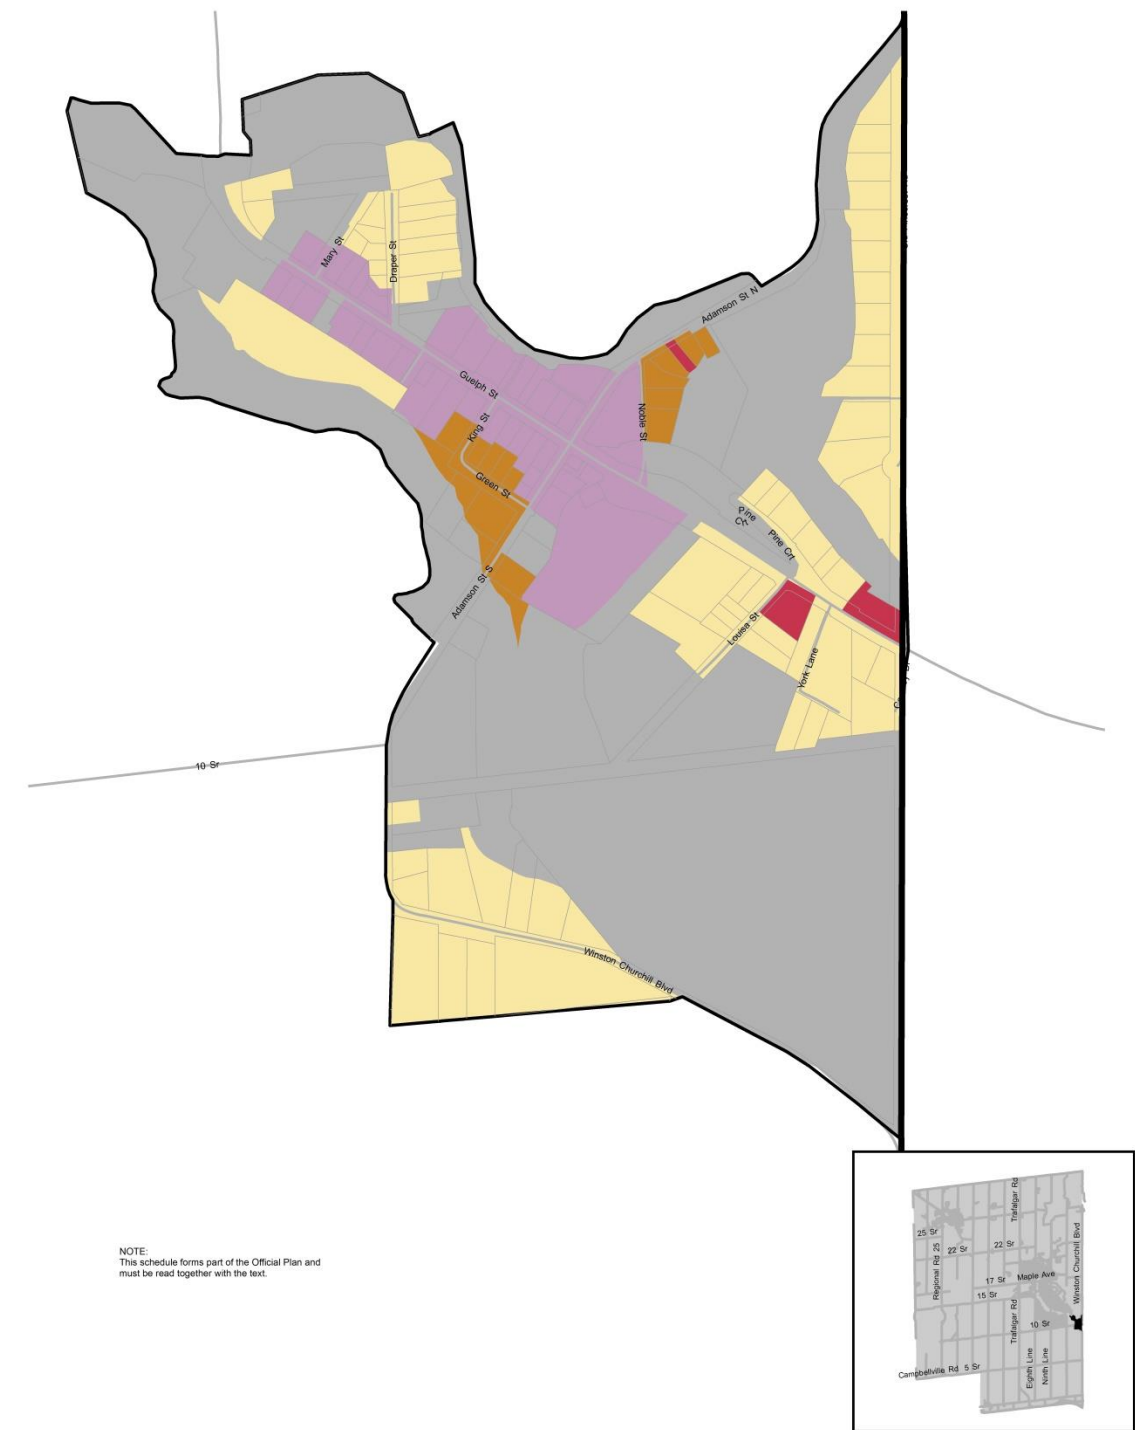 Mary St
Draper St
Adamson St N
Guelph St
King St
Noble St
Green St
Pine
Crt
Pine Crt
Adamson St S
Louisa St
York Lane
10 Sr
Winston Churchill Blvd
NOTE:
This schedule forms part of the Official Plan and
must be read together with the text.
Trafalgar Rd
25 Sr
22 Sr
22 Sr
Regional Rd 25
Winston Churchill Blvd
17 Sr
Maple Ave
15 Sr
Trafalgar Rd
10 Sr
Eighth Line
Ninth Line
Campbellville Rd
5 Sr